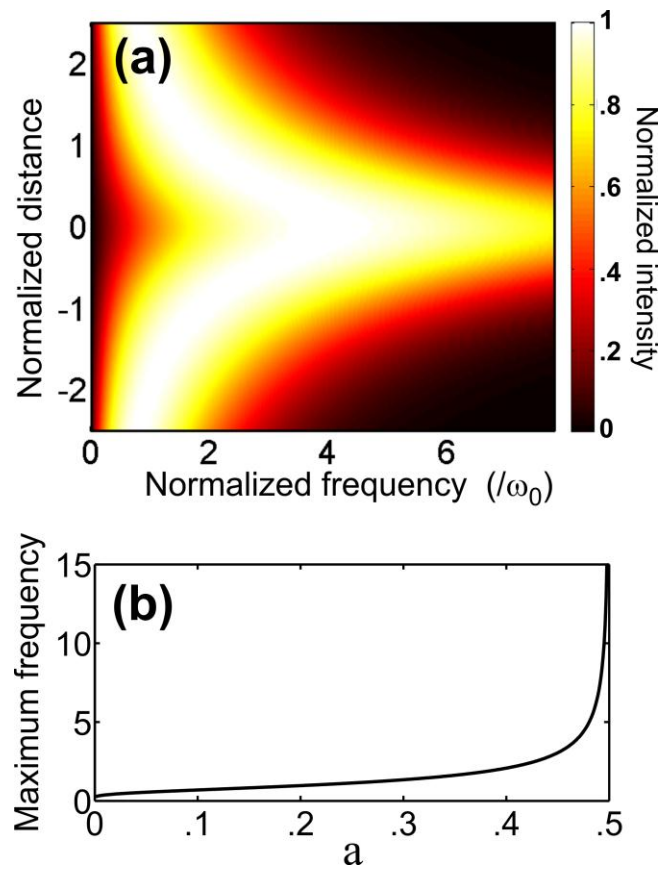 (a)
Normalized distance
2
1
0
-1
-2
0 2 4 6
Normalized frequency (/ω₀)
1
.8
.6
.4
.2
0
Normalized intensity
(b)
Maximum frequency
15
10
5
0
0 .1 .2 .3 .4 .5
a